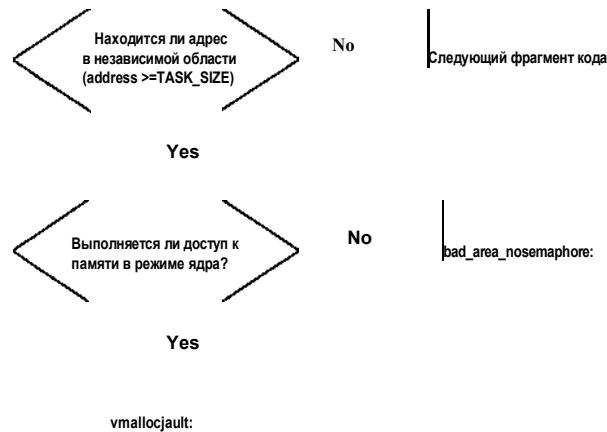 Находится ли адрес
в независимой области
(address >=TASK_SIZE)
No
Следующий фрагмент кода
Yes
Выполняется ли доступ к
памяти в режиме ядра?
No
bad_area_nosemaphore:
Yes
vmallocjault: